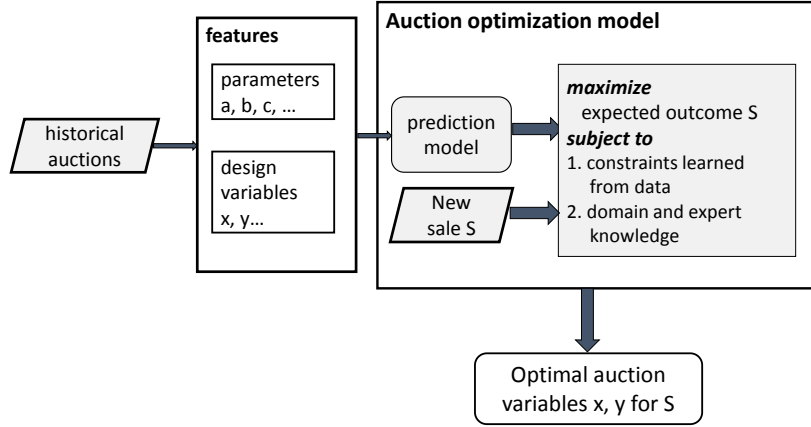 historical
auctions
features
parameters
a, b, c, ...
design
variables
x, y...
Auction optimization model
prediction
model
New
sale S
maximize
expected outcome S
subject to
1. constraints learned
from data
2. domain and expert
knowledge
Optimal auction
variables x, y for S